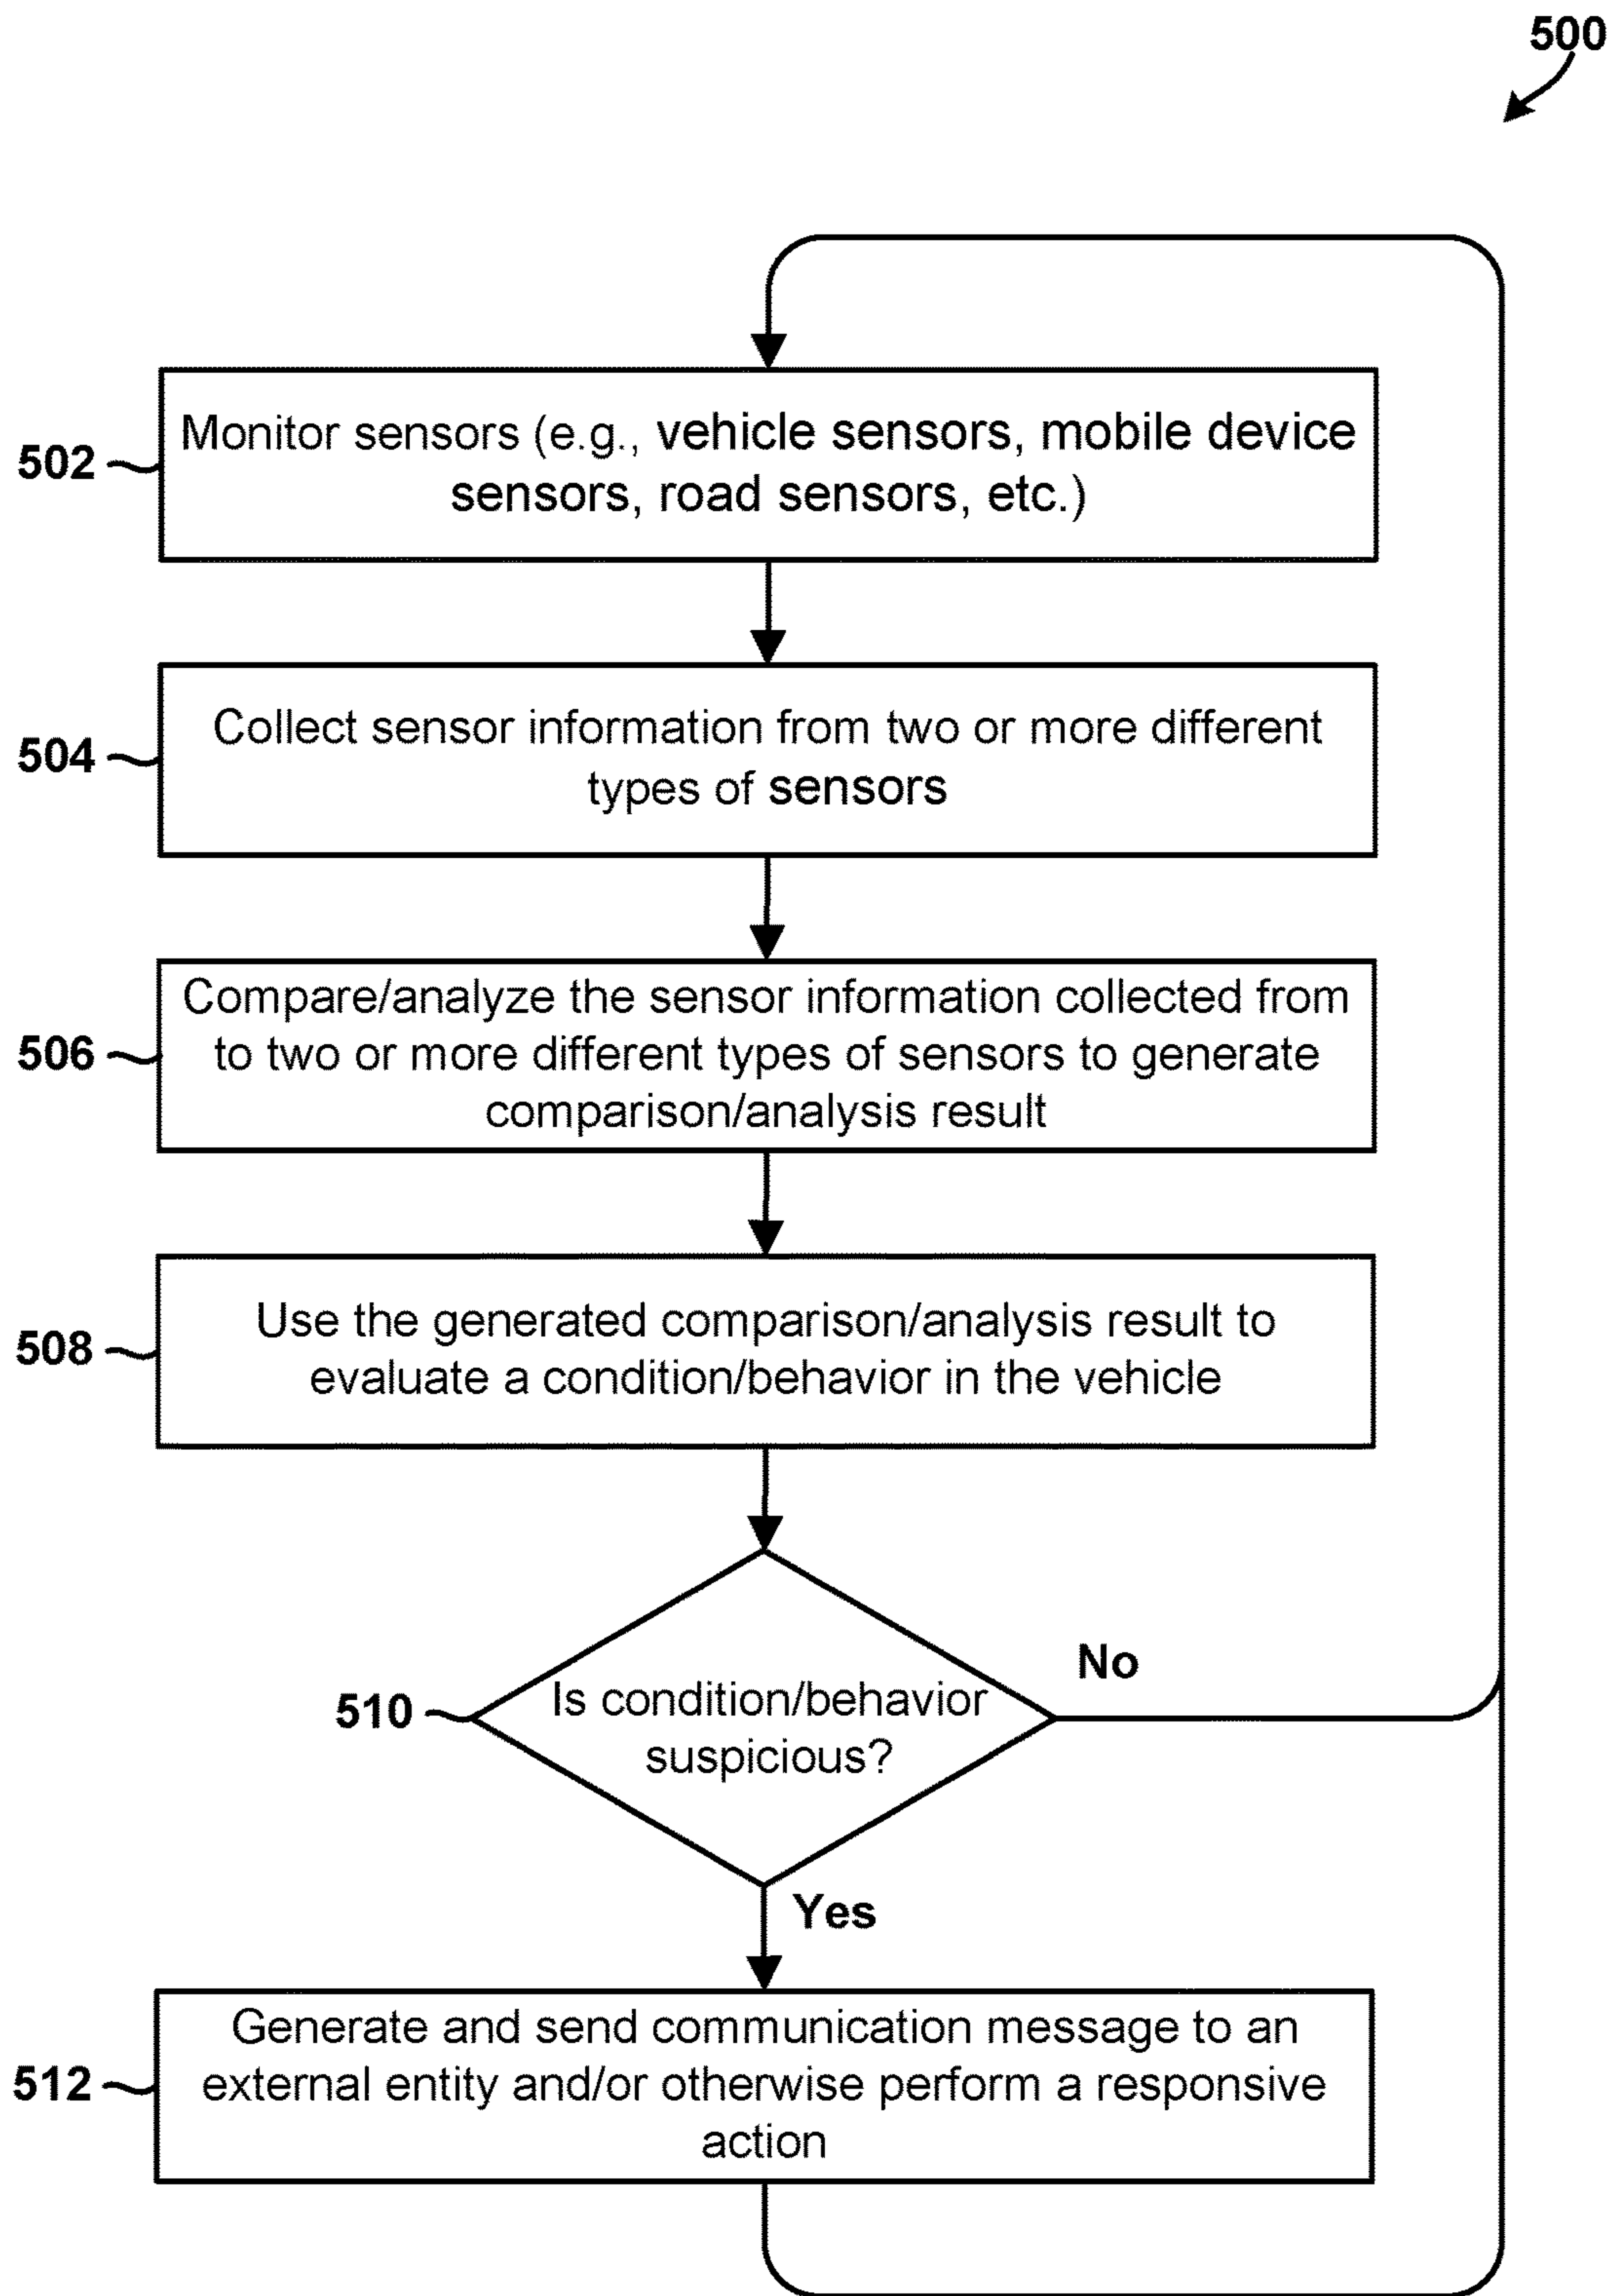 500
502
Monitor sensors (e.g., vehicle sensors, mobile device
sensors, road sensors, etc.)
504
Collect sensor information from two or more different
types of sensors
506
Compare/analyze the sensor information collected from
to two or more different types of sensors to generate
comparison/analysis result
508
Use the generated comparison/analysis result to
evaluate a condition/behavior in the vehicle
510
Is condition/behavior
suspicious?
No
Yes
512
Generate and send communication message to an
external entity and/or otherwise perform a responsive
action